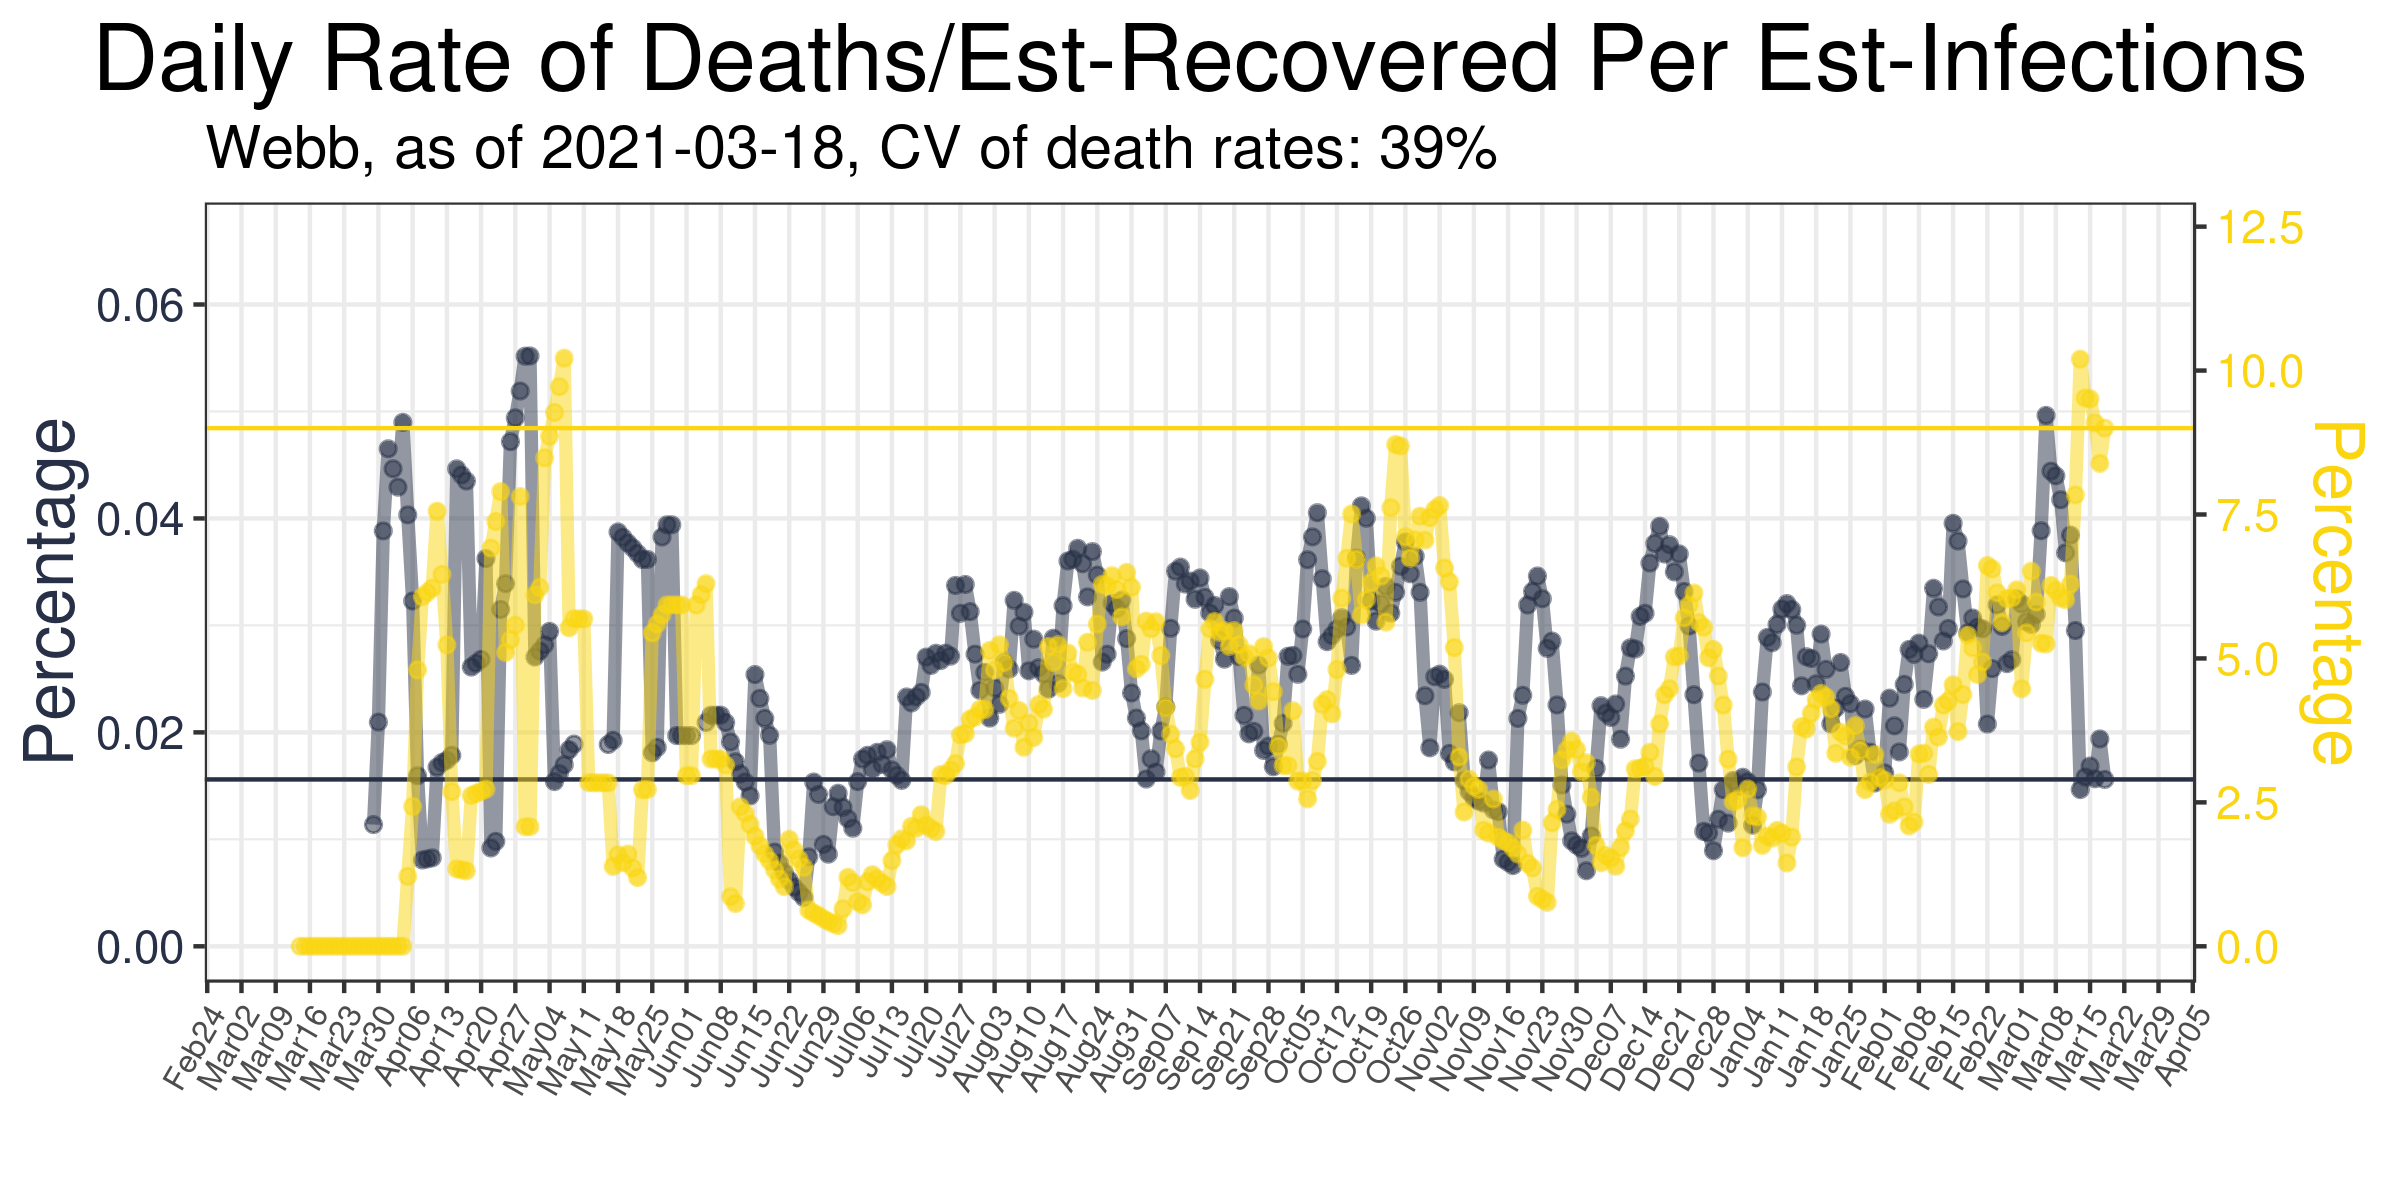 Daily Rate of Deaths/Est-Recovered Per Est-Infections
Webb, as of 2021-03-18, CV of death rates: 39%
Percentage
0.06
0.04
0.02
0.00
12.5
10.0
7.5
5.0
2.5
0.0
Percentage
Feb24
Mar02
Mar09
Mar16
Mar23
Mar30
Apr06
Apr13
Apr20
Apr27
May04
May11
May18
May25
Jun01
Jun08
Jun15
Jun22
Jun29
Jul06
Jul13
Jul20
Jul27
Aug03
Aug10
Aug17
Aug24
Aug31
Sep07
Sep14
Sep21
Sep28
Oct05
Oct12
Oct19
Oct26
Nov02
Nov09
Nov16
Nov23
Nov30
Dec07
Dec14
Dec21
Dec28
Dec04
Jan11
Jan18
Jan25
Feb01
Feb08
Feb15
Feb22
Mar01
Mar08
Mar15
Mar22
Mar29
Apr05